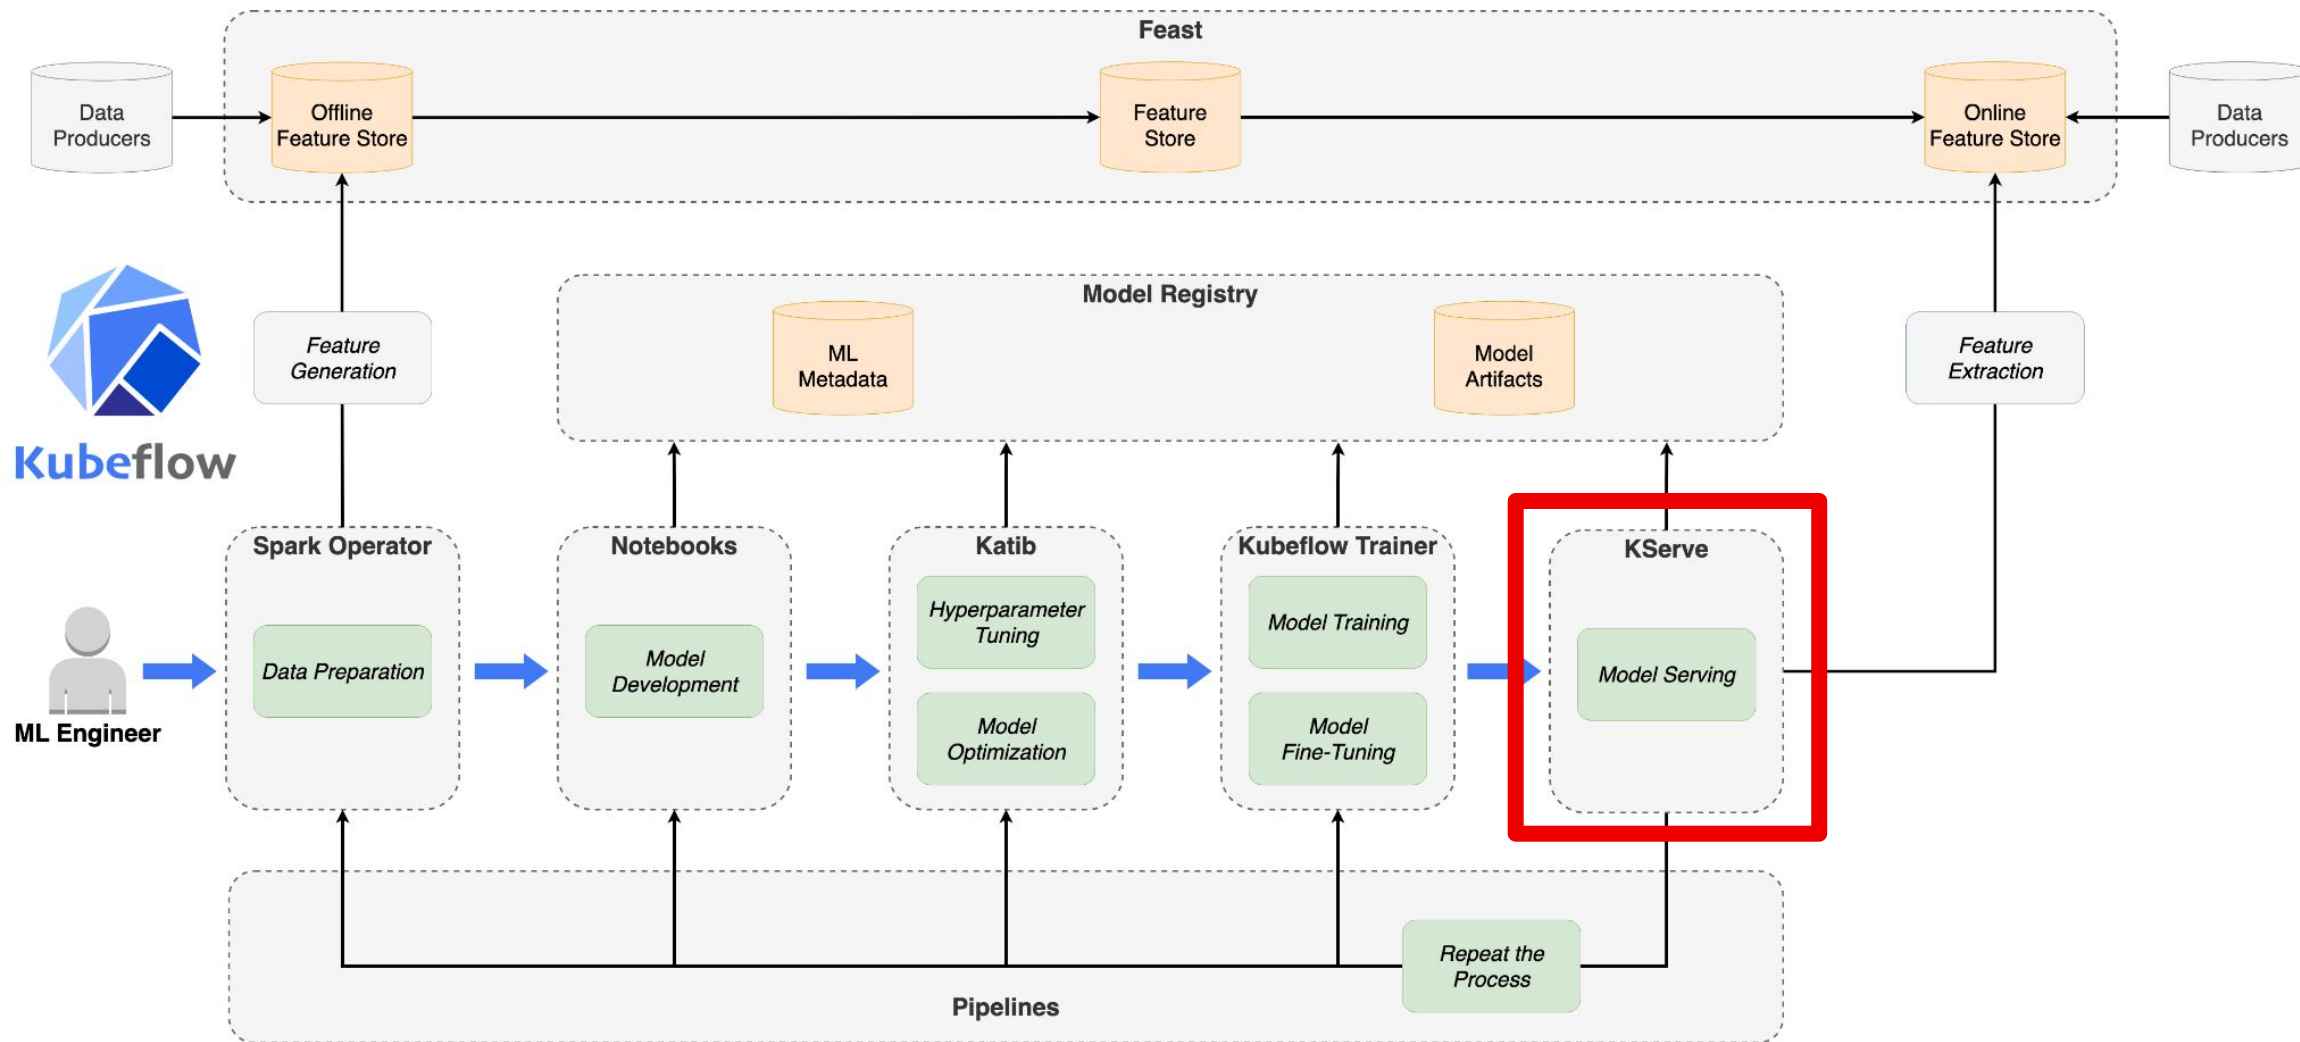 Feast
Data
Producers
Offline
Feature Store
Feature
Store
Online
Feature Store
Data
Producers
Model Registry
ML
Metadata
Model
Artifacts
Feature
Generation
Feature
Extraction
Kubeflow
Spark Operator
Data Preparation
Notebooks
Model
Development
Katib
Hyperparameter
Tuning
Model
Optimization
Kubeflow Trainer
Model Training
Model
Fine-Tuning
KServe
Model Serving
ML Engineer
Repeat the
Process
Pipelines